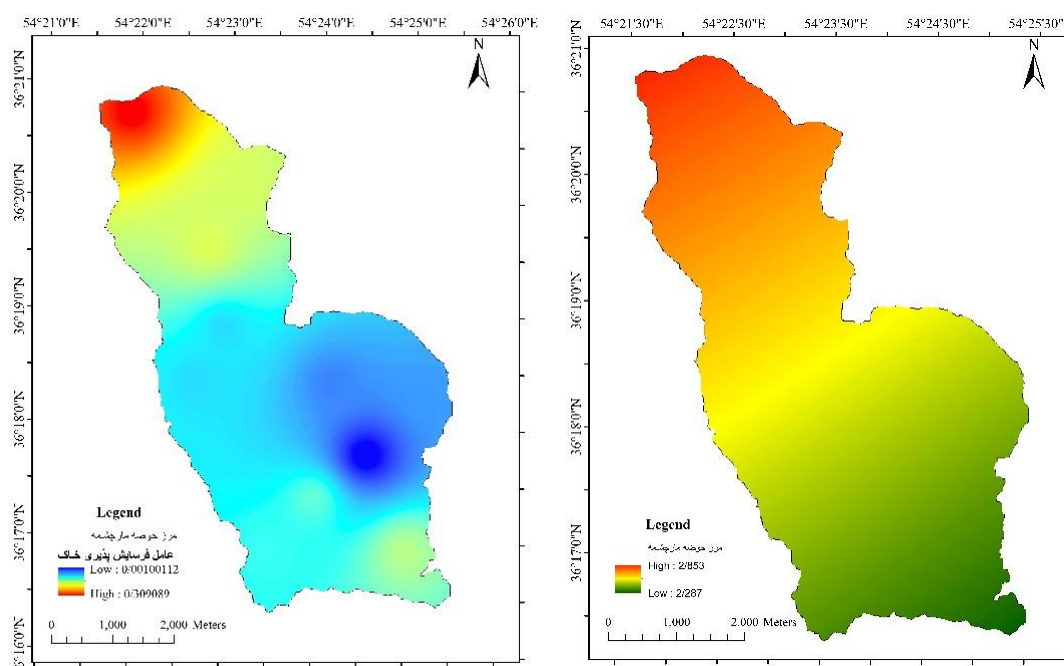 54°21'0"E 54°22'0"E 54°23'0"E 54°24'0"E 54°25'0"E 54°26'0"E
N
36°21'0"N
36°20'0"N
36°19'0"N
36°18'0"N
36°17'0"N
5°16'0"N
Legend
مرز حوضه مارچشمه
عامل فرسایش پذیری خاک
Low : 0/00100112
High : 0/309089
0 1,000 2,000 Meters
54°21'30"E 54°22'30"E 54°23'30"E 54°24'30"E 54°25'30"E
N
36°21'0"N
36°20'0"N
36°19'0"N
36°18'0"N
36°17'0"N
Legend
مرز حوضه مارچشمه
High : 2/853
Low : 2/287
0 1,000 2,000 Meters